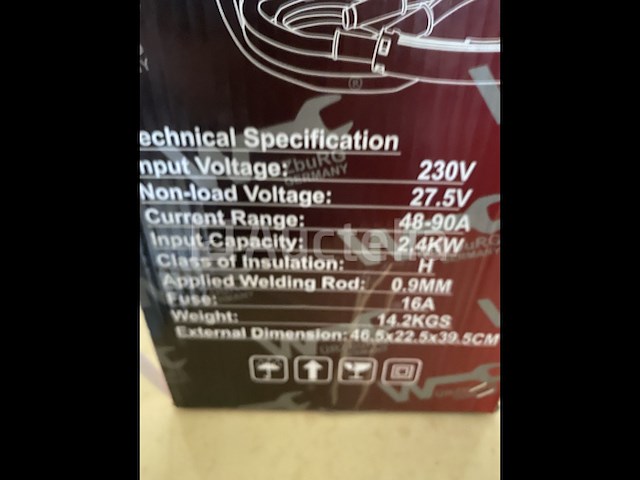 echnical Specification
nput Voltage: 230V
Non-load Voltage: 27.5V
Current Range: 48-90A
Input Capacity: 2,4KW
Class of Insulation: H
Applied Welding Rod: 0.9MM
Fuse: 16A
Weight: 14.2KGS
External Dimension: 46.5x22.5x39.5CM